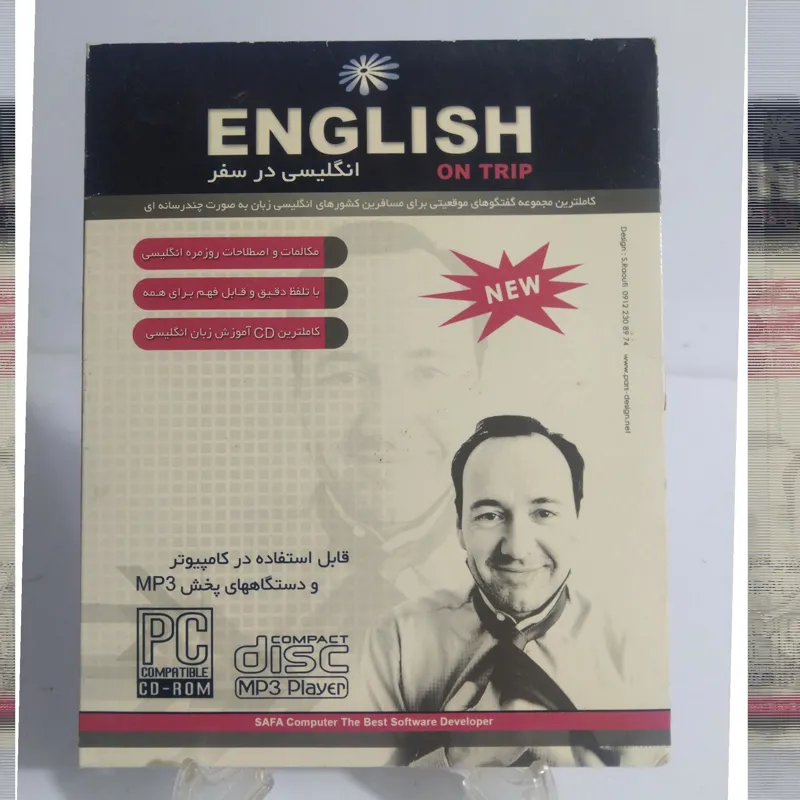 ENGLISH
انگلیسی در سفر
ON TRIP
کاملترین مجموعه گفتگوهای موقعیتی برای مسافرین کشورهای انگلیسی زبان به صورت چندرسانه ای
مکالمات و اصطلاحات روزمره انگلیسی
با تلفظ دقیق و قابل فهم برای همه
کاملترین CD آموزش زبان انگلیسی
NEW
Design : S.Raoufi 0912 230 89 74 www.pars-design.net
قابل استفاده در کامپیوتر
و دستگاههای پخش MP3
PC
COMPATIBLE
CD-ROM
COMPACT
disc
MP3 Player
SAFA Computer The Best Software Developer